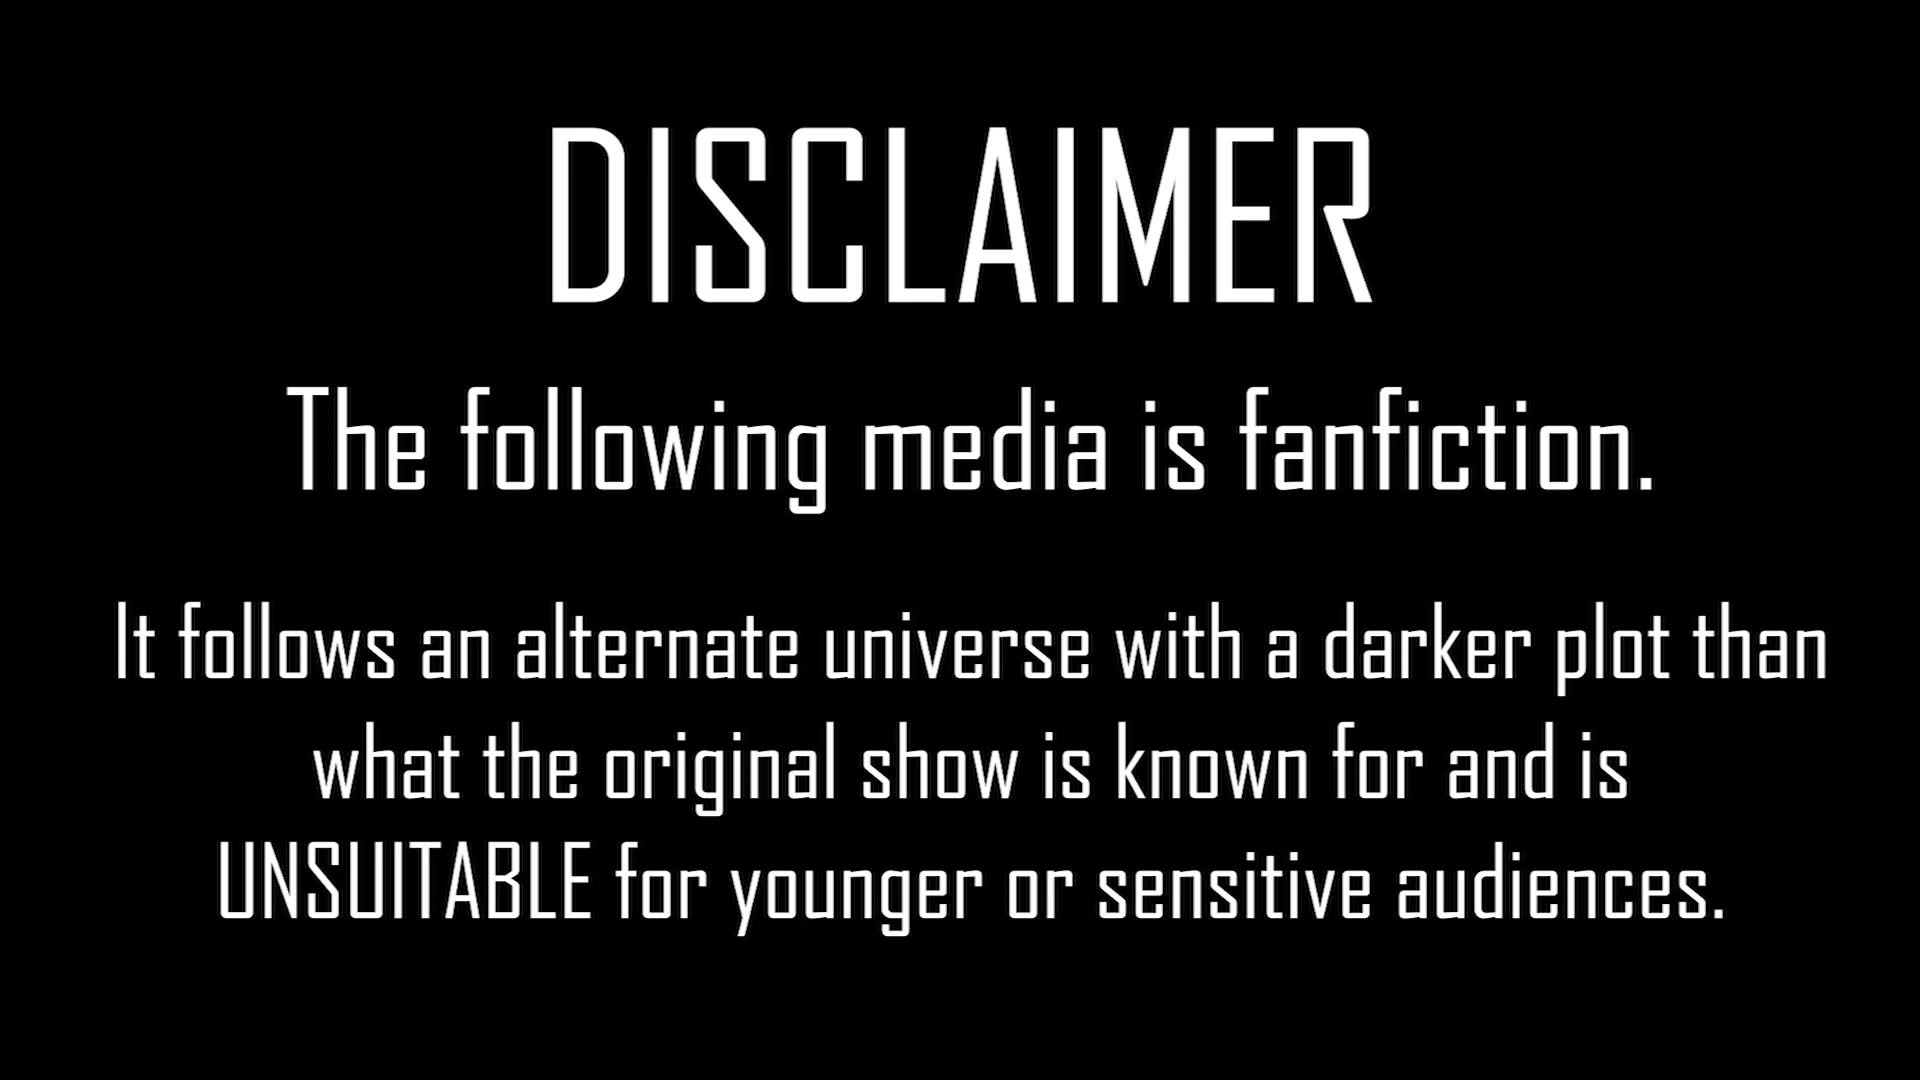 DISCLAIMER
The following media is fanfiction.
It follows an alternate universe with a darker plot than
what the original show is known for and is
UNSUITABLE for younger or sensitive audiences.